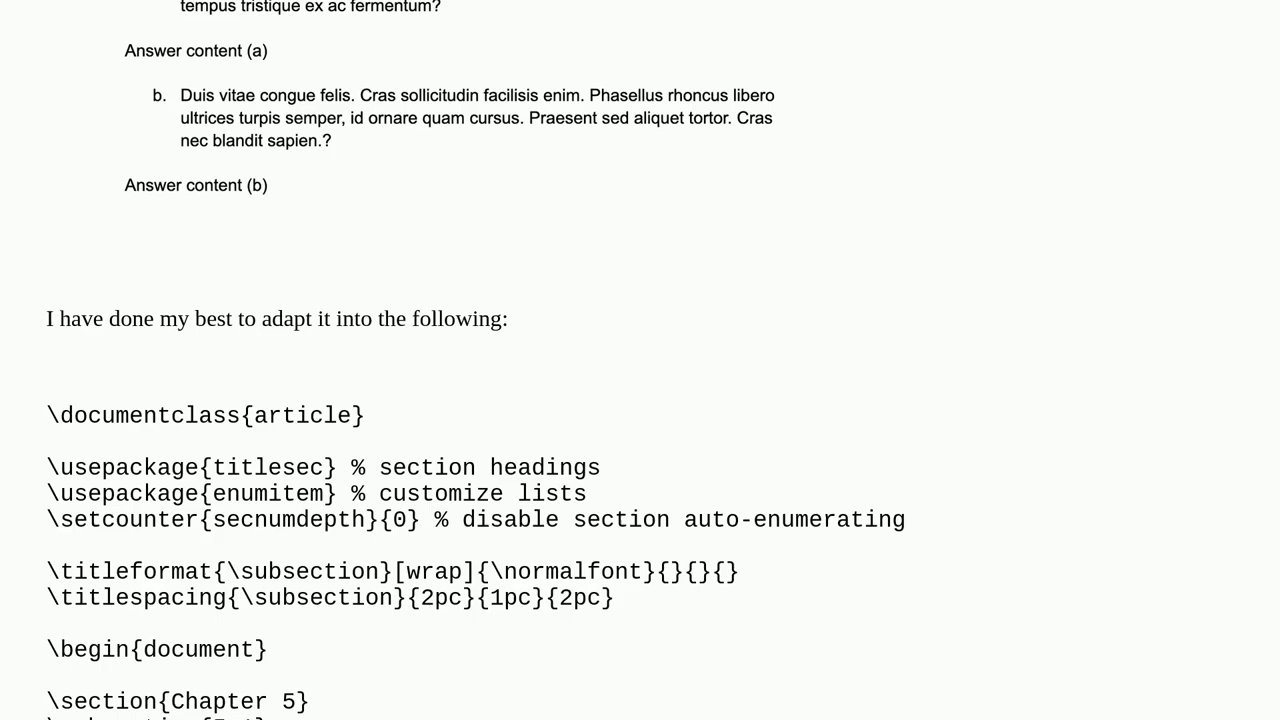 tempus tristique ex ac fermentum?
Answer content (a)
b. Duis vitae congue felis. Cras sollicitudin facilisis enim. Phasellus rhoncus libero
ultrices turpis semper, id ornare quam cursus. Praesent sed aliquet tortor. Cras
nec blandit sapien.?
Answer content (b)
I have done my best to adapt it into the following:
\documentclass{article}
\usepackage{titlesec} % section headings
\usepackage{enumitem} % customize lists
\setcounter{secnumdepth}{0} % disable section auto-enumerating
\titleformat{\subsection}[wrap]{\normalfont}{}{}{}
\titlespacing{\subsection}{2pc}{1pc}{2pc}
\begin{document}
\section{Chapter 5}